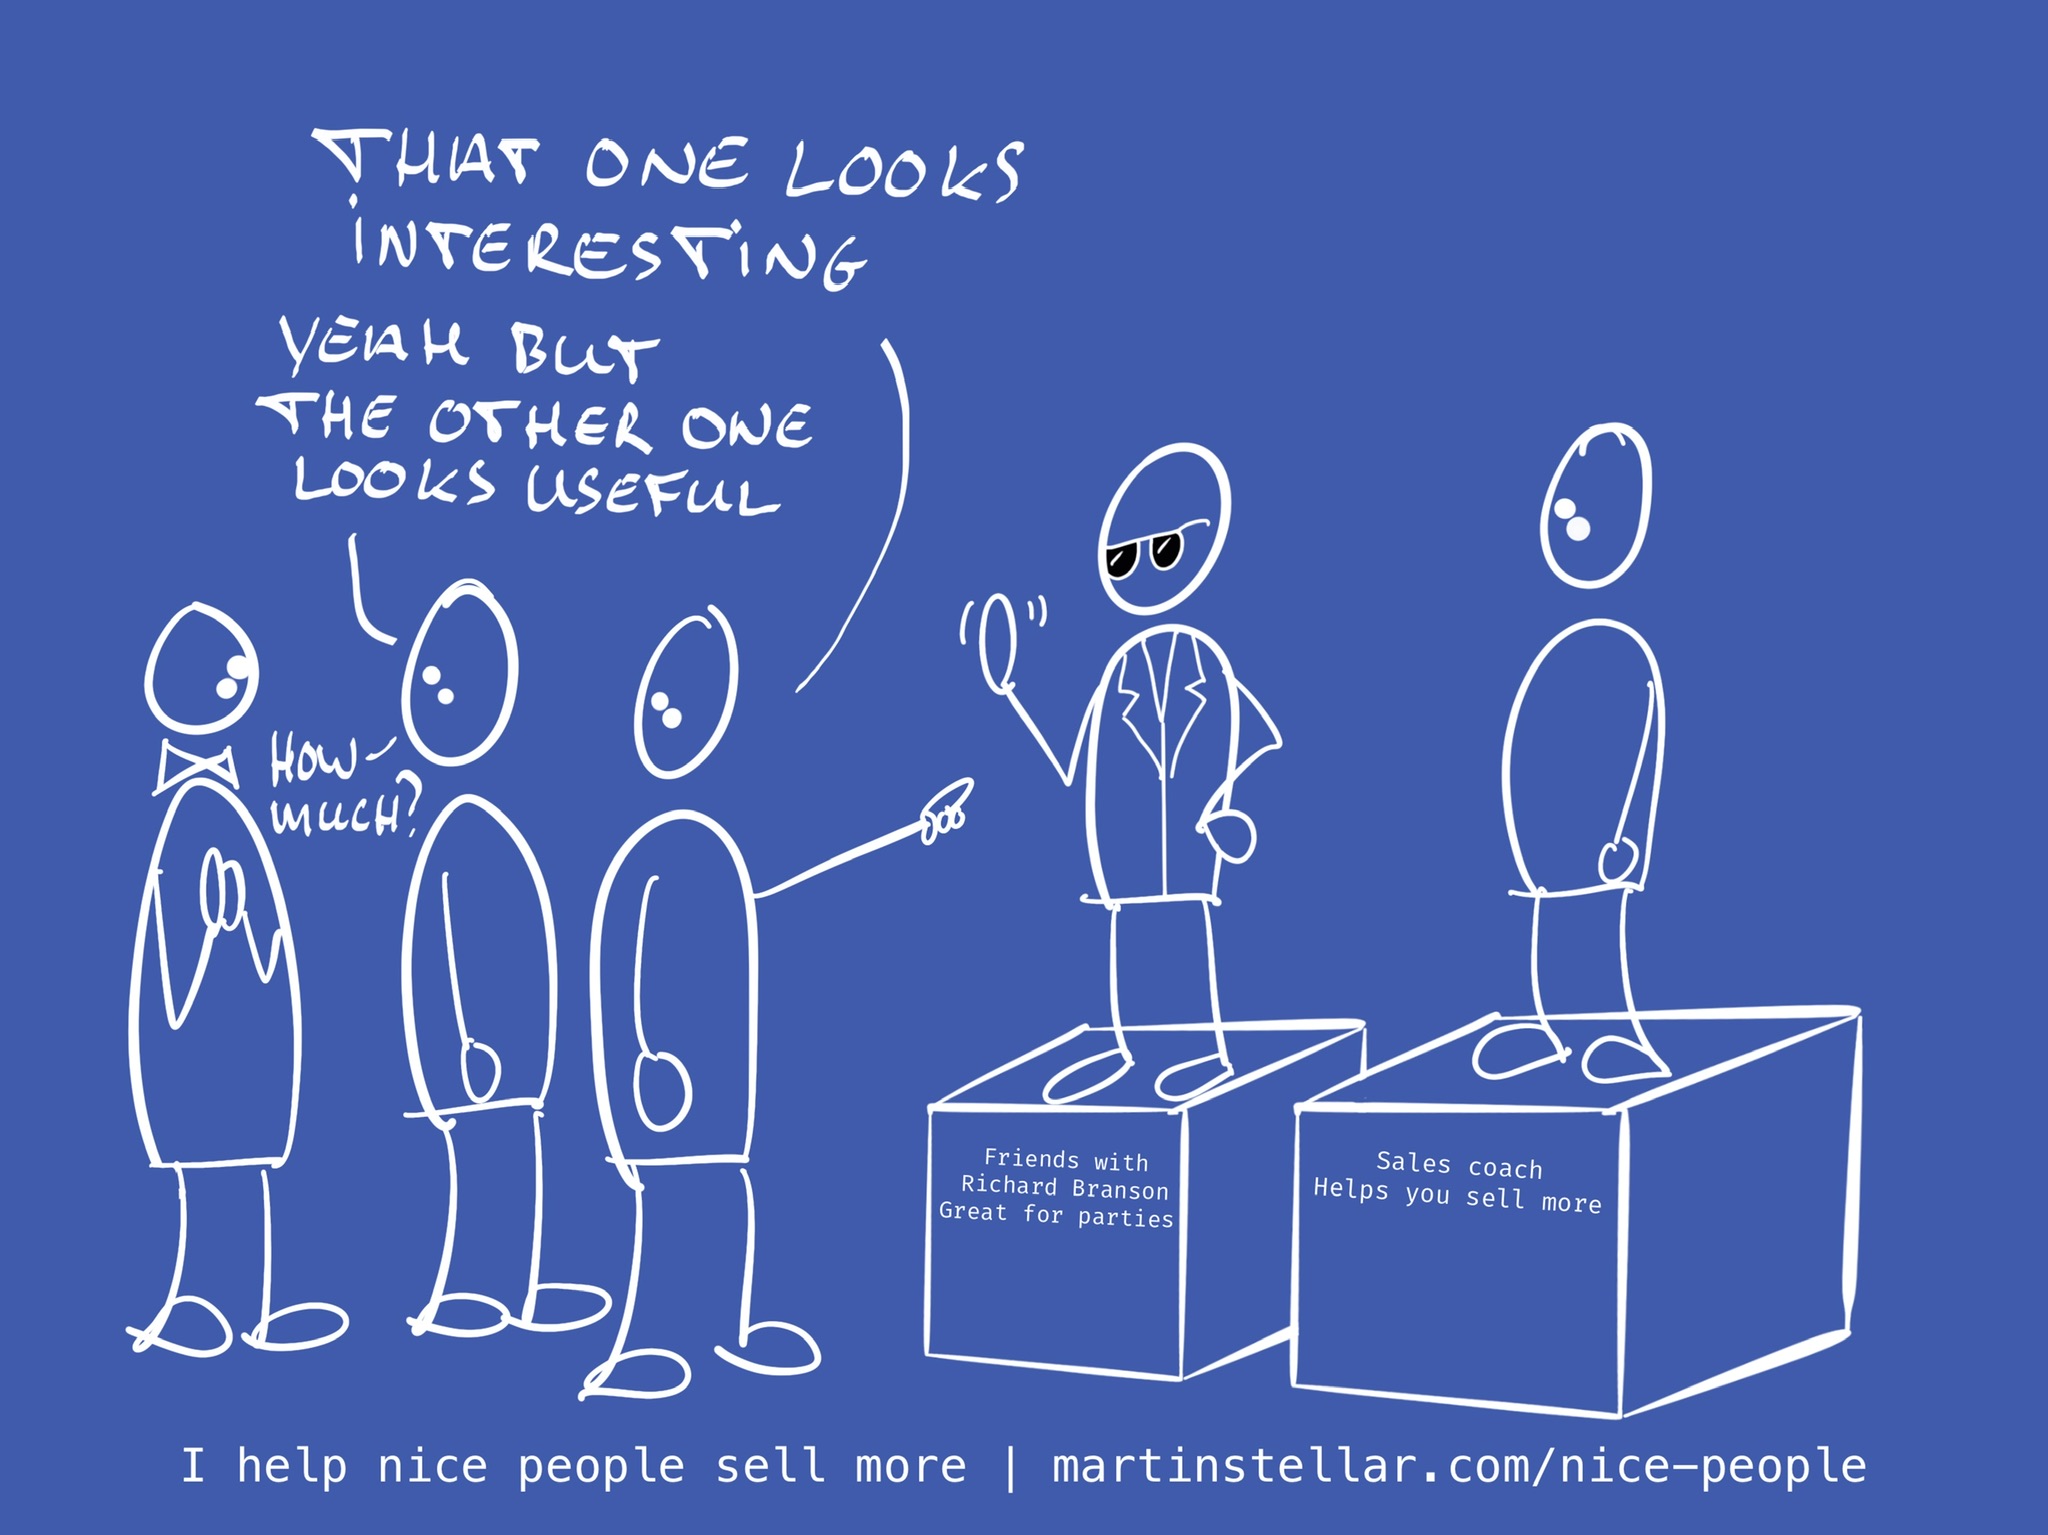 THAT ONE LOOKS
INTERESTING
YEAH BUT
THE OTHER ONE
LOOKS USEFUL
HOW
MUCH?
Friends with
Richard Branson
Great for parties
Sales coach
Helps you sell more
I help nice people sell more | martinstellar.com/nice-people